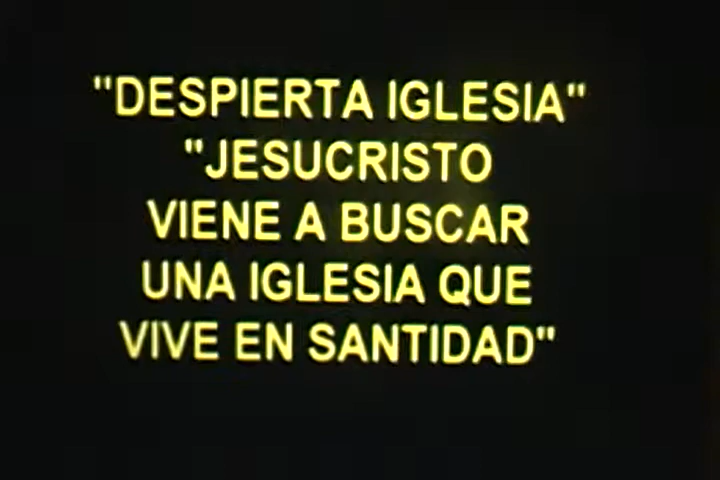 "DESPIERTA IGLESIA"
"JESUCRISTO
VIENE A BUSCAR
UNA IGLESIA QUE
VIVE EN SANTIDAD"